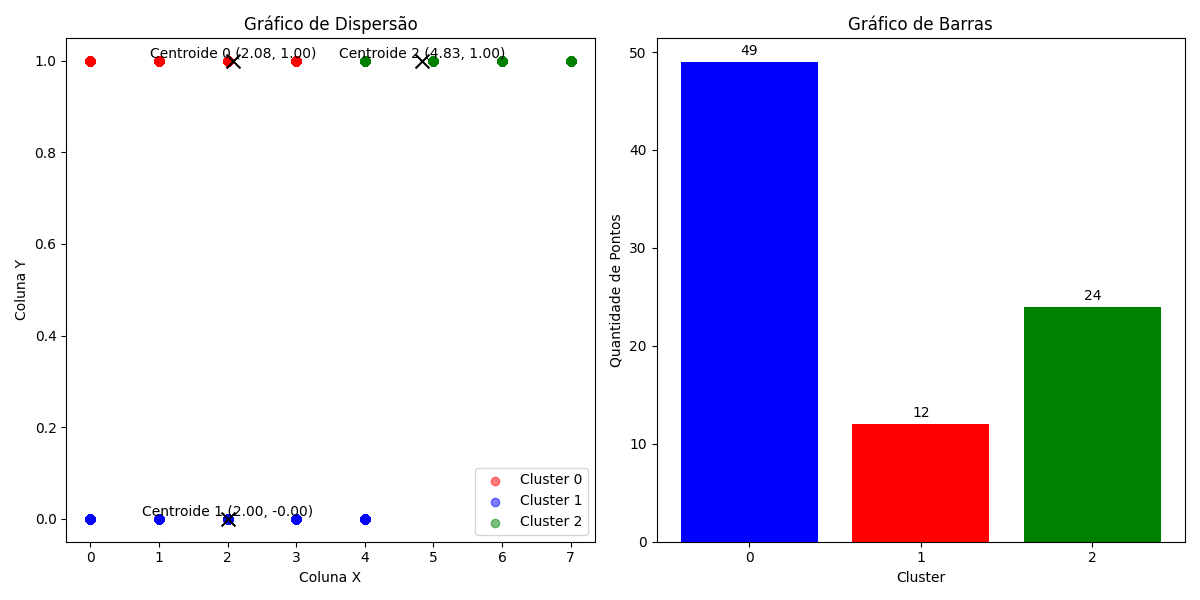 Gráfico de Dispersão
Coluna Y
1.0
0.8
0.6
0.4
0.2
0.0
Centroide 0 (2.08, 1.00)
Centroide 2 (4.83, 1.00)
Centroide 1 (2.00, -0.00)
Cluster 0
Cluster 1
Cluster 2
0 1 2 3 4 5 6 7
Coluna X
Gráfico de Barras
Quantidade de Pontos
50
40
30
20
10
0
49
12
24
0 1 2
Cluster